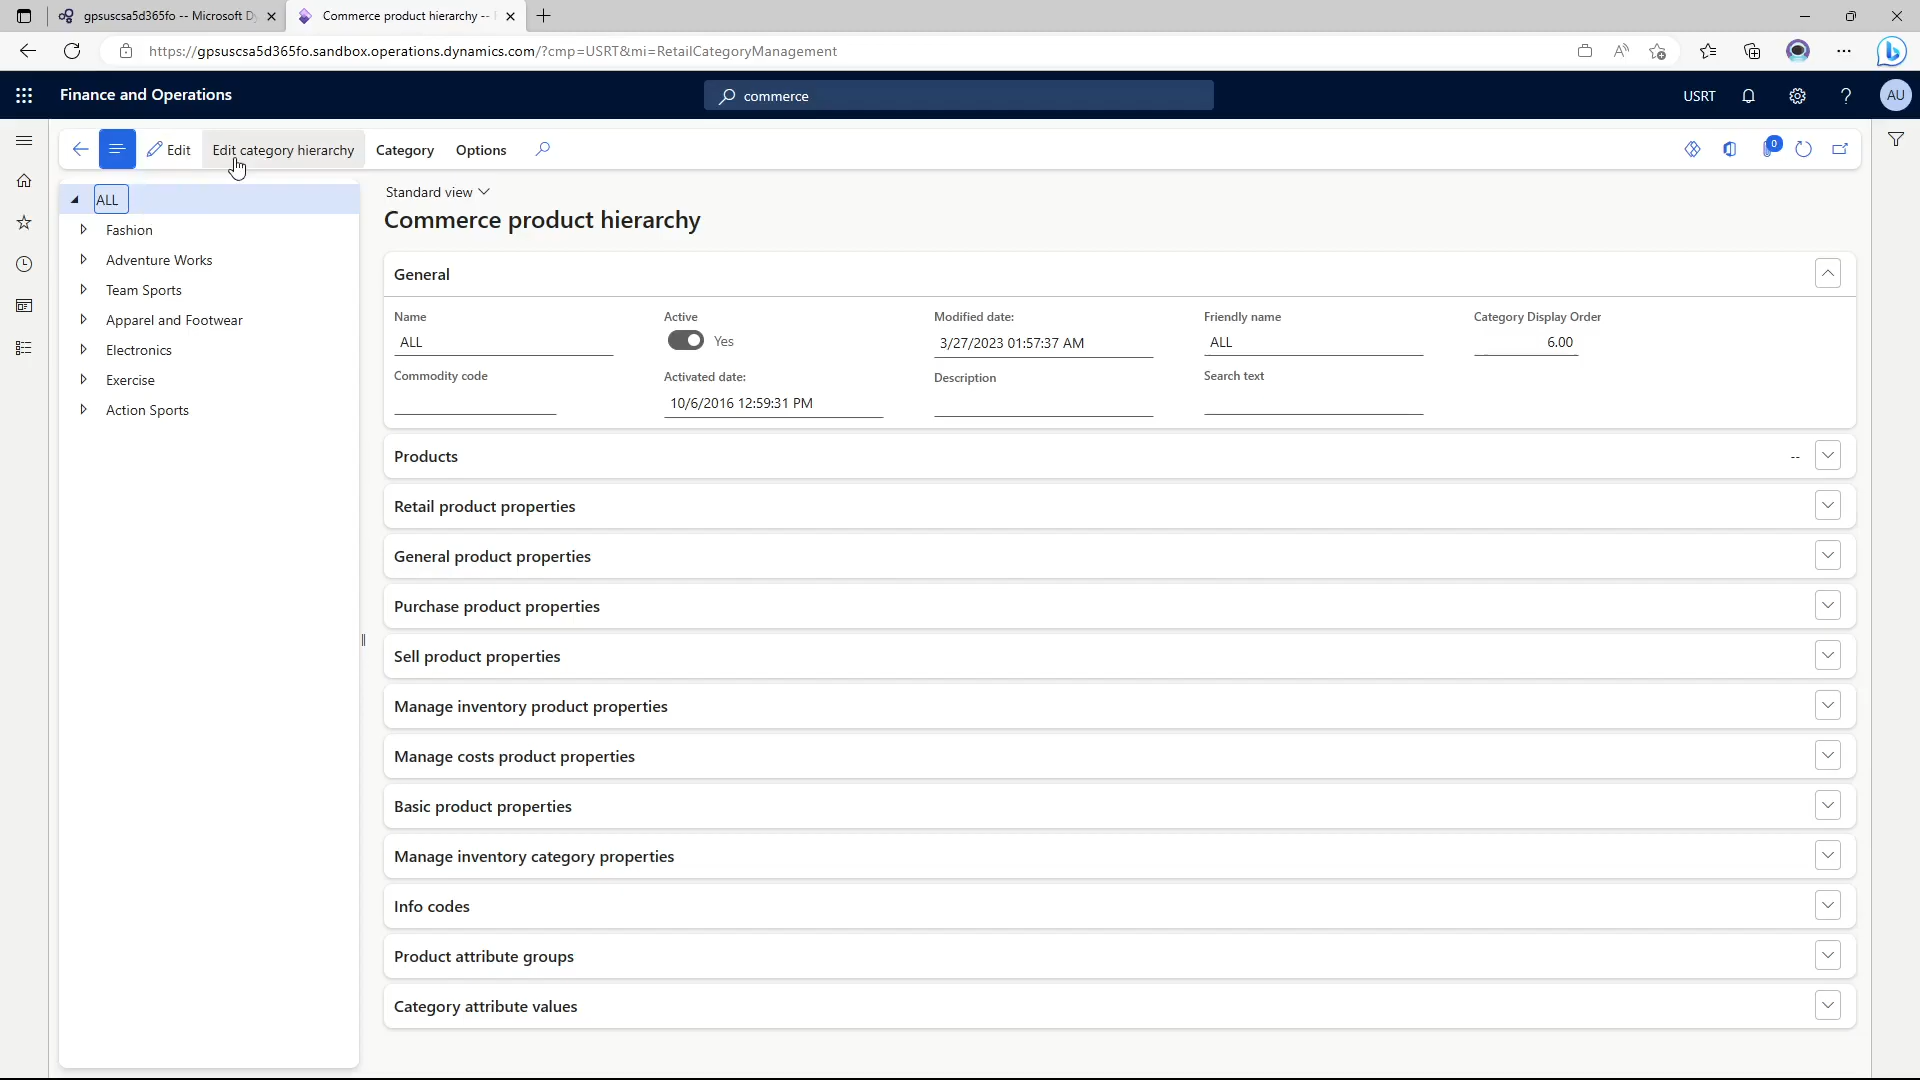 gpsuscsa5d365fo -- Microsoft D
Commerce product hierarchy --
https://gpsuscsa5d365fo.sandbox.operations.dynamics.com/?cmp=USRT&mi=RetailCategoryManagement
Finance and Operations
commerce
USRT
?
AU
Edit
Edit category hierarchy
Category
Options
0
ALL
Fashion
Adventure Works
Team Sports
Apparel and Footwear
Electronics
Exercise
Action Sports
Standard view
Commerce product hierarchy
General
Name
ALL
Active
Yes
Modified date:
3/27/2023 01:57:37 AM
Friendly name
ALL
Category Display Order
6.00
Commodity code
Activated date:
10/6/2016 12:59:31 PM
Description
Search text
Products
--
Retail product properties
General product properties
Purchase product properties
Sell product properties
Manage inventory product properties
Manage costs product properties
Basic product properties
Manage inventory category properties
Info codes
Product attribute groups
Category attribute values